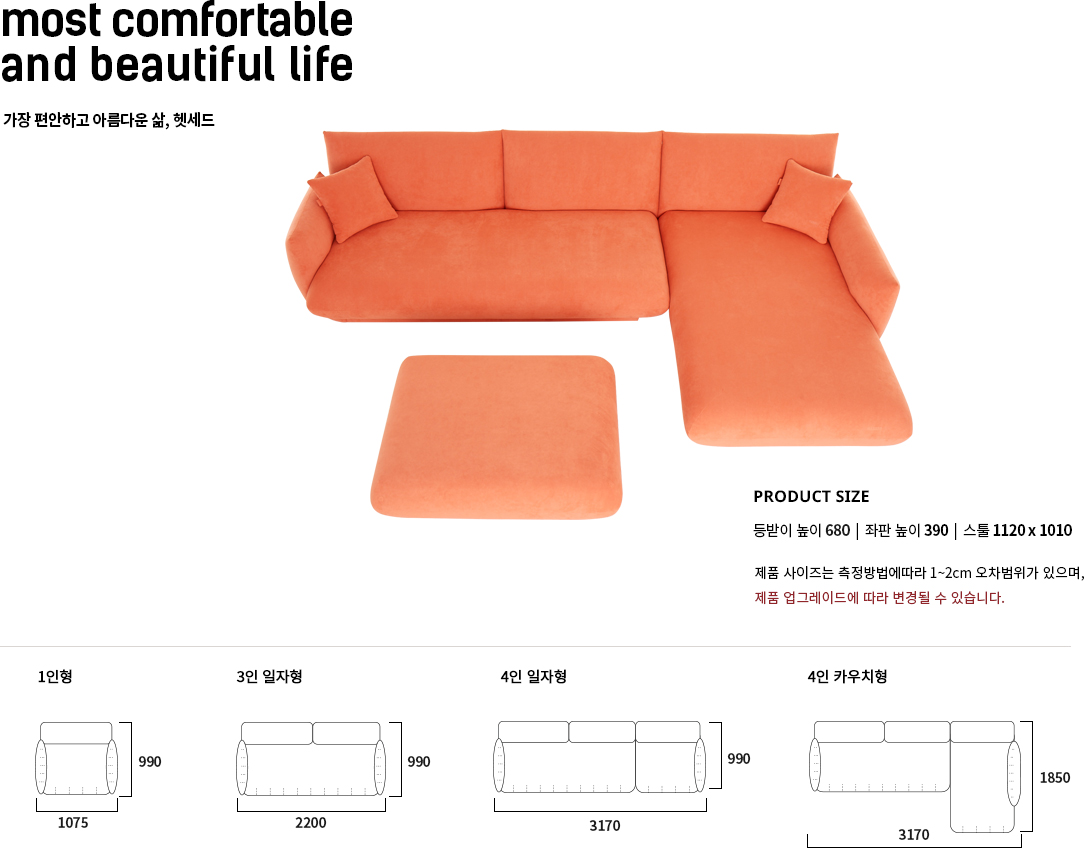 most comfortable
and beautiful life
가장 편안하고 아름다운 삶, 헷세드
PRODUCT SIZE
등받이 높이 680 | 좌판 높이 390 | 스툴 1120 x 1010
제품 사이즈는 측정방법에따라 1~2cm 오차범위가 있으며,
제품 업그레이드에 따라 변경될 수 있습니다.
1인형
990
1075
3인 일자형
990
2200
4인 일자형
990
3170
4인 카우치형
1850
3170